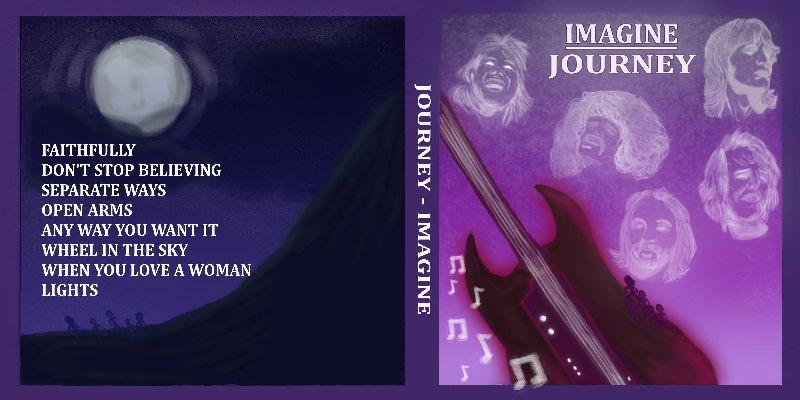 FAITHFULLY
DON'T STOP BELIEVING
SEPARATE WAYS
OPEN ARMS
ANY WAY YOU WANT IT
WHEEL IN THE SKY
WHEN YOU LOVE A WOMAN
LIGHTS
JOURNEY - IMAGINE
IMAGINE
JOURNEY